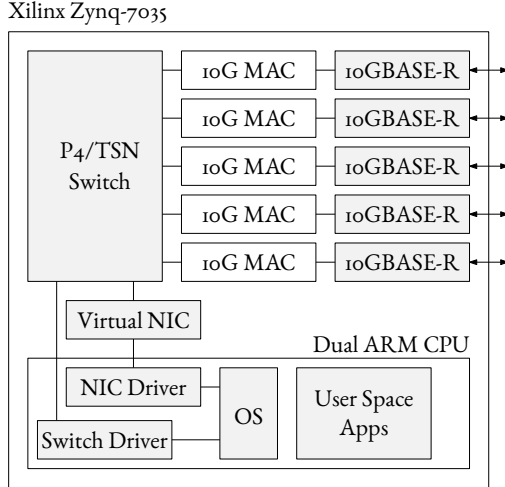 Xilinx Zynq-7035
10G MAC
10GBASE-R
10G MAC
10GBASE-R
P4/TSN
Switch
10G MAC
10GBASE-R
10G MAC
10GBASE-R
10G MAC
10GBASE-R
Virtual NIC
Dual ARM CPU
NIC Driver
OS
User Space
Apps
Switch Driver